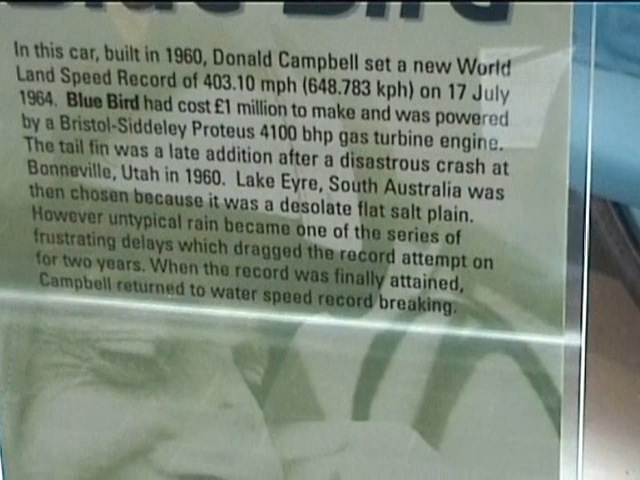 Blue Bird
In this car, built in 1960, Donald Campbell set a new World
Land Speed Record of 403.10 mph (648.783 kph) on 17 July
1964. Blue Bird had cost £1 million to make and was powered
by a Bristol-Siddeley Proteus 4100 bhp gas turbine engine.
The tail fin was a late addition after a disastrous crash at
Bonneville, Utah in 1960. Lake Eyre, South Australia was
then chosen because it was a desolate flat salt plain.
However untypical rain became one of the series of
frustrating delays which dragged the record attempt on
for two years. When the record was finally attained,
Campbell returned to water speed record breaking.